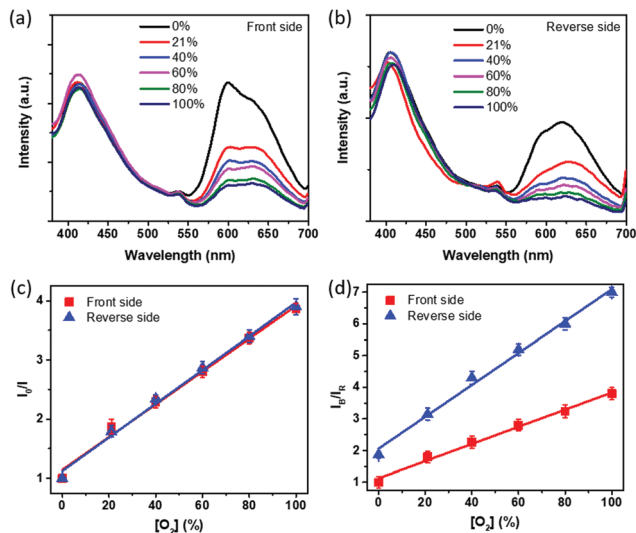 (a)
0%
21%
40%
60%
80%
100%
Front side
Intensity (a.u.)
400 450 500 550 600 650 700
Wavelength (nm)
(b)
0%
21%
40%
60%
80%
100%
Reverse side
Intensity (a.u.)
400 450 500 550 600 650 700
Wavelength (nm)
(c)
Front side
Reverse side
4
3
2
1
I₀/I
0 20 40 60 80 100
[O₂] (%)
(d)
Front side
Reverse side
7
6
5
4
3
2
1
I_B/I_R
0 20 40 60 80 100
[O₂] (%)